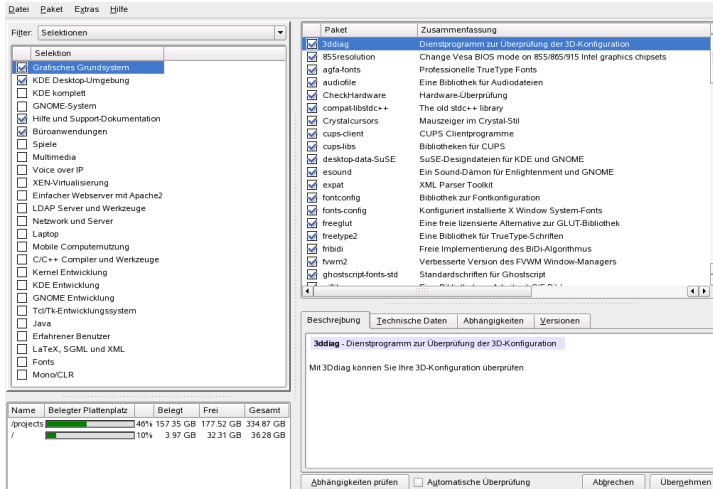 Datei Paket Extras Hilfe
Filter: Selektionen
Selektion
Grafisches Grundsystem
KDE Desktop-Umgebung
KDE komplett
GNOME-System
Hilfe und Support-Dokumentation
Büroanwendungen
Spiele
Multimedia
Voice over IP
XEN-Virtualisierung
Einfacher Webserver mit Apache2
LDAP Server und Werkzeuge
Netzwerk und Server
Laptop
Mobile Computernutzung
C/C++ Compiler und Werkzeuge
Kernel Entwicklung
KDE Entwicklung
GNOME Entwicklung
Tcl/Tk-Entwicklungssystem
Java
Erfahrener Benutzer
LaTeX, SGML und XML
Fonts
Mono/CLR
Name Belegter Plattenplatz Belegt Frei Gesamt
/projects 46% 157.35 GB 177.52 GB 334.87 GB
/ 10% 3.97 GB 32.31 GB 36.28 GB
Paket Zusammenfassung
3ddiag Dienstprogramm zur Überprüfung der 3D-Konfiguration
855resolution Change Vesa BIOS mode on 855/865/915 Intel graphics chipsets
agfa-fonts Professionelle TrueType Fonts
audiofile Eine Bibliothek für Audiodateien
CheckHardware Hardware-Überprüfung
compat-libstdc++ The old stdc++ library
Crystalcursors Mauszeiger im Crystal-Stil
cups-client CUPS Clientprogramme
cups-libs Bibliotheken für CUPS
desktop-data-SuSE SuSE-Designdateien für KDE und GNOME
esound Ein Sound-Dämon for Enlightenment und GNOME
expat XML Parser Toolkit
fontconfig Bibliothek zur Fontkonfiguration
fonts-config Konfiguriert installierte X Window System-Fonts
freeglut Eine freie lizensierte Alternative zur GLUT-Bibliothek
freetype2 Eine Bibliothek für TrueType-Schriften
fribidi Freie Implementierung des BiDi-Algorithmus
fvwm2 Verbesserte Version des FVWM Window-Managers
ghostscript-fonts-std Standardschriften für Ghostscript
Beschreibung Technische Daten Abhängigkeiten Versionen
3ddiag - Dienstprogramm zur Überprüfung der 3D-Konfiguration
Mit 3Ddiag können Sie Ihre 3D-Konfiguration überprüfen.
Abhängigkeiten prüfen Automatische Überprüfung Abbrechen Übernehmen